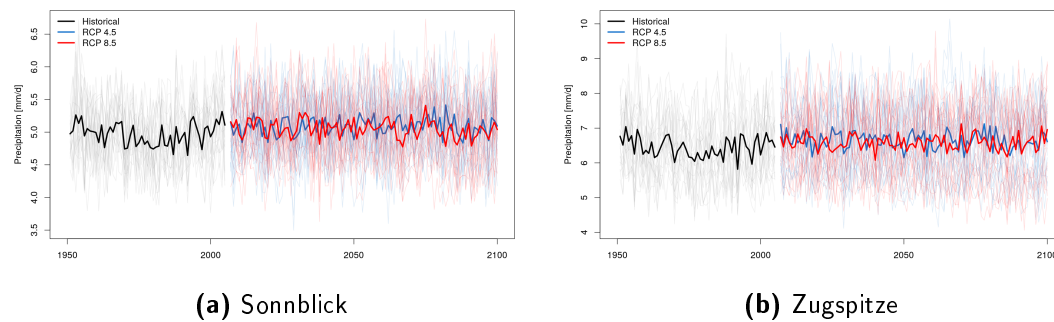 Historical
RCP 4.5
RCP 8.5
Precipitation [mm/d]
6.5
6.0
5.5
5.0
4.5
4.0
3.5
1950
2000
2050
2100
(a) Sonnblick
Historical
RCP 4.5
RCP 8.5
Precipitation [mm/d]
10
9
8
7
6
5
4
1950
2000
2050
2100
(b) Zugspitze